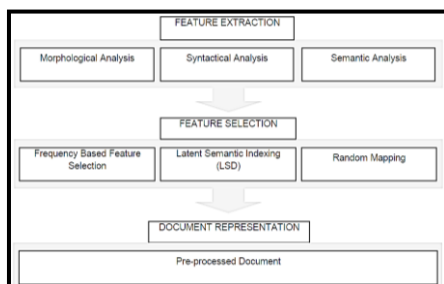 FEATURE EXTRACTION
Morphological Analysis
Syntactical Analysis
Semantic Analysis
FEATURE SELECTION
Frequency Based Feature
Selection
Latent Semantic Indexing
(LSD)
Random Mapping
DOCUMENT REPRESENTATION
Pre-processed Document